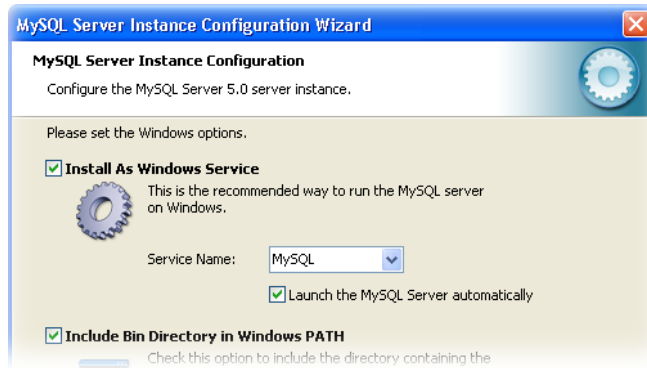 MySQL Server Instance Configuration Wizard
MySQL Server Instance Configuration
Configure the MySQL Server 5.0 server instance.
Please set the Windows options.
Install As Windows Service
This is the recommended way to run the MySQL server
on Windows.
Service Name:
MySQL
Launch the MySQL Server automatically
Include Bin Directory in Windows PATH
Check this option to include the directory containing the